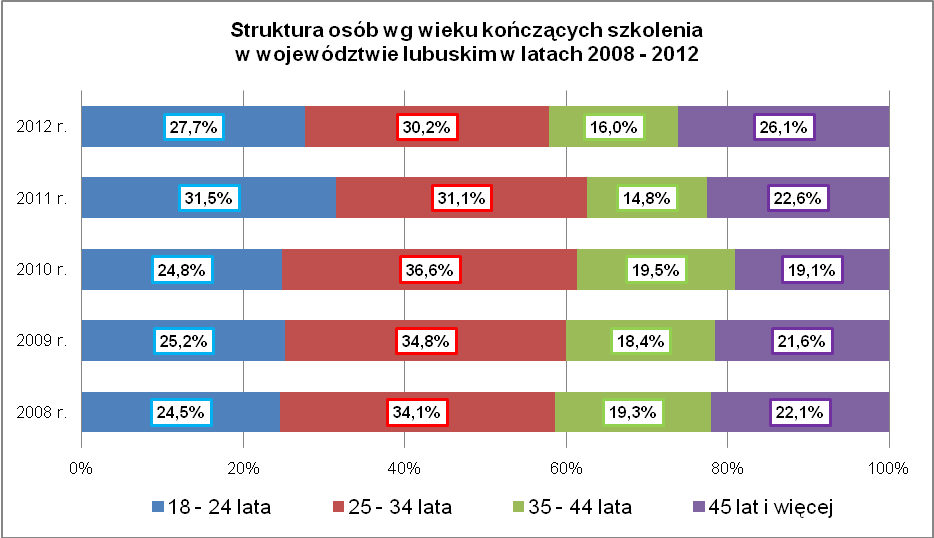 Struktura osób wg wieku kończących szkolenia
w województwie lubuskim w latach 2008 - 2012
2012 r.
27,7%
30,2%
16,0%
26,1%
2011 r.
31,5%
31,1%
14,8%
22,6%
2010 r.
24,8%
36,6%
19,5%
19,1%
2009 r.
25,2%
34,8%
18,4%
21,6%
2008 r.
24,5%
34,1%
19,3%
22,1%
0%
20%
40%
60%
80%
100%
18 - 24 lata
25 - 34 lata
35 - 44 lata
45 lat i więcej